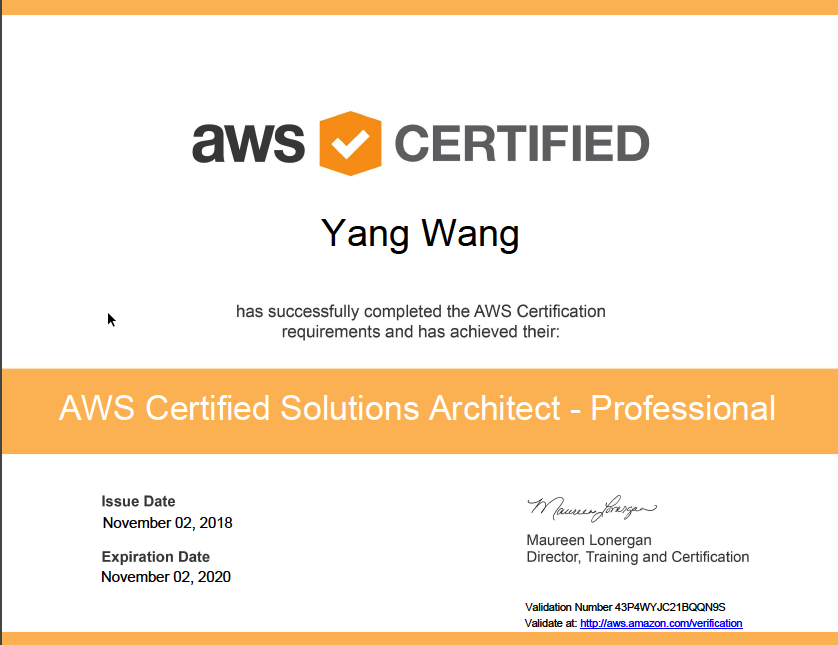 aws CERTIFIED
Yang Wang
has successfully completed the AWS Certification
requirements and has achieved their:
AWS Certified Solutions Architect - Professional
Issue Date
November 02, 2018
Expiration Date
November 02, 2020
Maureen Lonergan
Maureen Lonergan
Director, Training and Certification
Validation Number 43P4WYJC21BQQN9S
Validate at: http://aws.amazon.com/verification